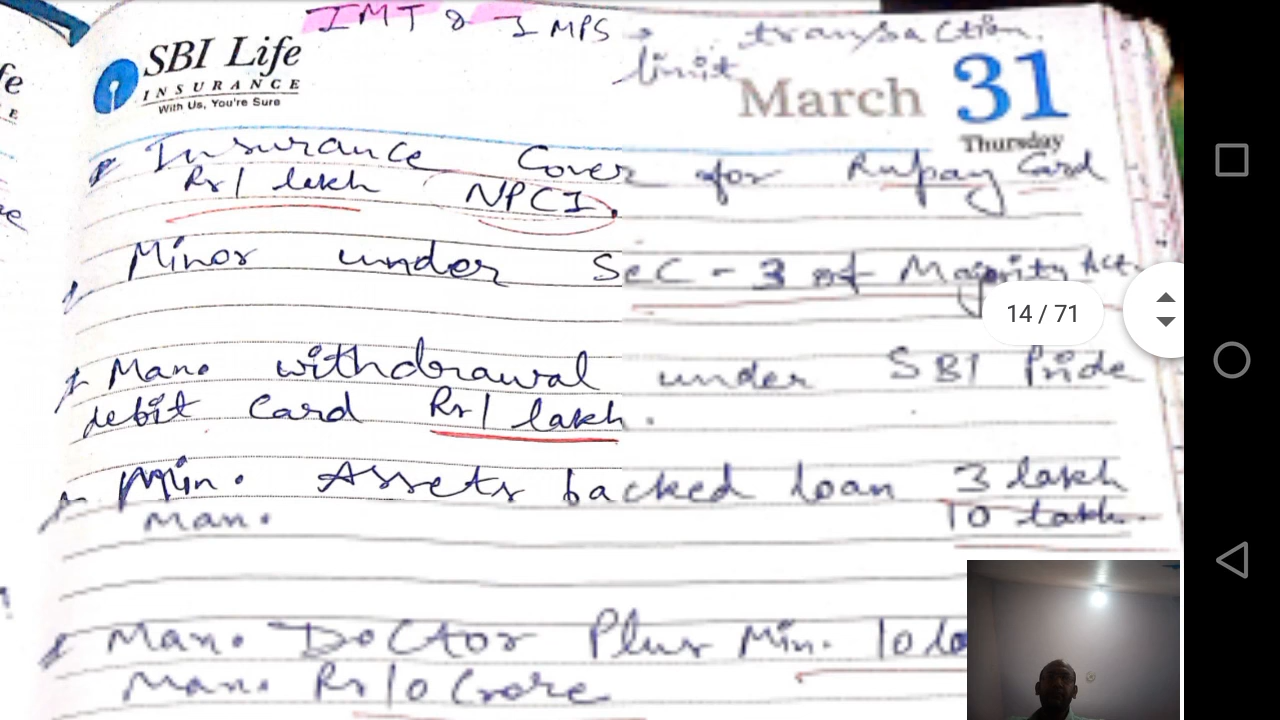 IMT & IMPS → transaction.
limit
SBI Life
INSURANCE
With Us, You're Sure
March 31
Thursday
fe
E
Insurance Cover for Rupay Card
Rs 1 lakh NPCI.
Minor under Sec - 3 of Majority Act.
14 / 71
Max. withdrawal under SBI Pride
debit Card Rs 1 lakh.
Min. Assets backed loan 3 lakh
Max. 10 lakh.
Max. Doctor Plus Min. 10 la
Max. Rs 10 Crore